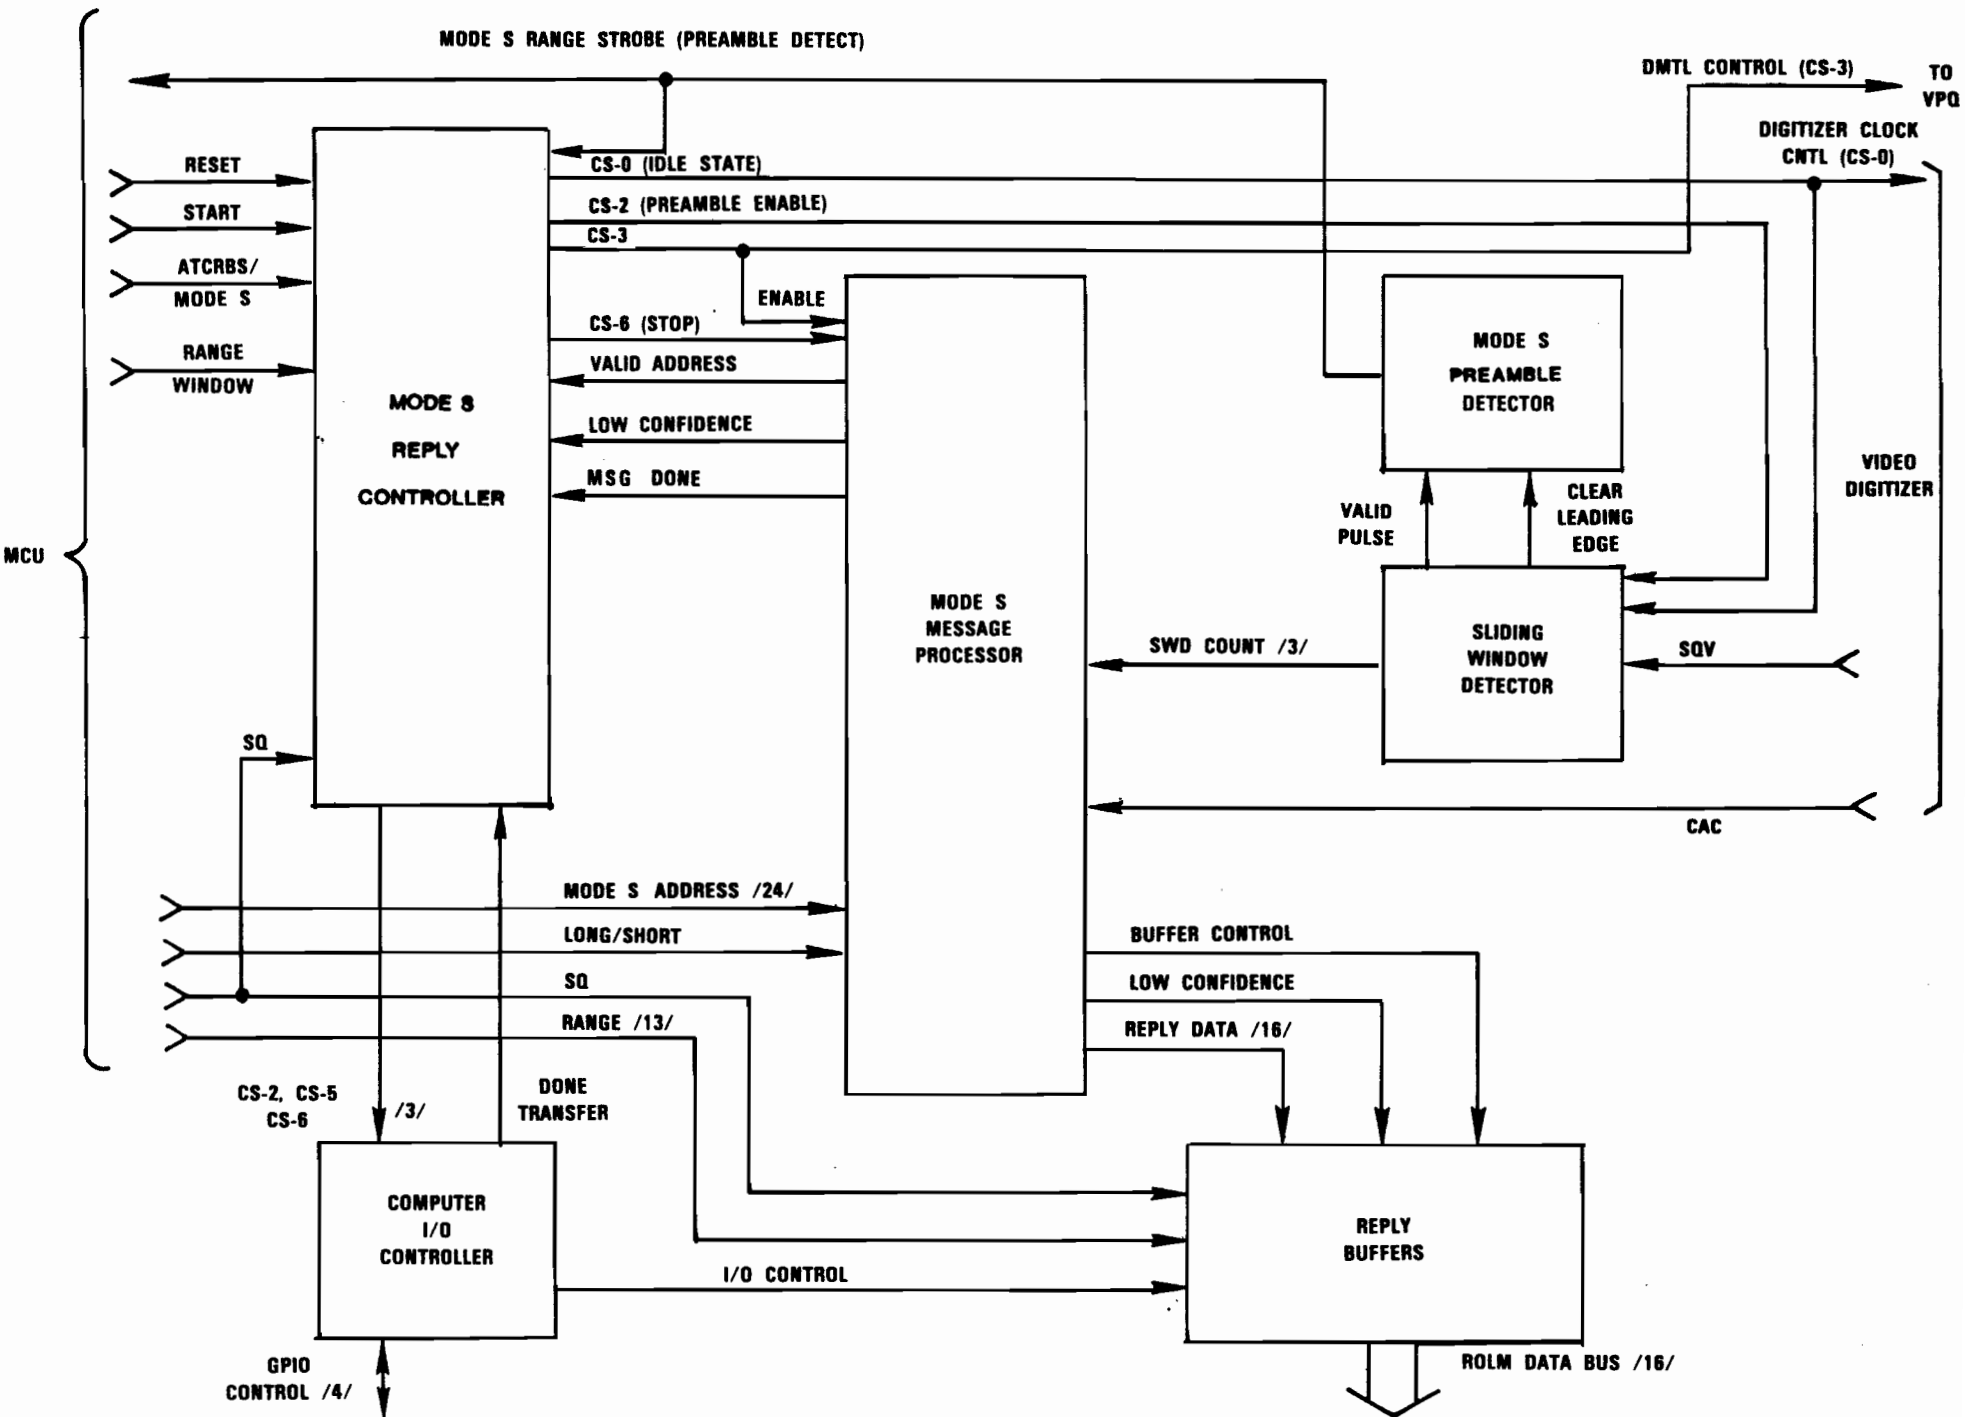 MODE S RANGE STROBE (PREAMBLE DETECT)
DMTL CONTROL (CS-3)
TO
VPQ
DIGITIZER CLOCK
CNTL (CS-0)
RESET
START
ATCRBS/
MODE S
RANGE
WINDOW
CS-0 (IDLE STATE)
CS-2 (PREAMBLE ENABLE)
CS-3
ENABLE
CS-6 (STOP)
VALID ADDRESS
LOW CONFIDENCE
MSG DONE
MODE S
REPLY
CONTROLLER
MODE S
PREAMBLE
DETECTOR
VALID
PULSE
CLEAR
LEADING
EDGE
VIDEO
DIGITIZER
MCU
MODE S
MESSAGE
PROCESSOR
SWD COUNT /3/
SLIDING
WINDOW
DETECTOR
SQV
SQ
CAC
MODE S ADDRESS /24/
LONG/SHORT
SQ
RANGE /13/
BUFFER CONTROL
LOW CONFIDENCE
REPLY DATA /16/
CS-2, CS-5
CS-6
/3/
DONE
TRANSFER
COMPUTER
I/O
CONTROLLER
I/O CONTROL
REPLY
BUFFERS
GPIO
CONTROL /4/
ROLM DATA BUS /16/